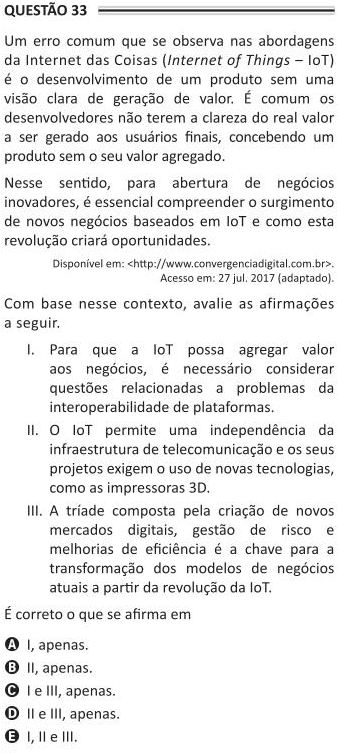 QUESTÃO 33
Um erro comum que se observa nas abordagens
da Internet das Coisas (Internet of Things – IoT)
é o desenvolvimento de um produto sem uma
visão clara de geração de valor. É comum os
desenvolvedores não terem a clareza do real valor
a ser gerado aos usuários finais, concebendo um
produto sem o seu valor agregado.
Nesse sentido, para abertura de negócios
inovadores, é essencial compreender o surgimento
de novos negócios baseados em IoT e como esta
revolução criará oportunidades.
Disponível em: <http://www.convergenciadigital.com.br>.
Acesso em: 27 jul. 2017 (adaptado).
Com base nesse contexto, avalie as afirmações
a seguir.
I. Para que a IoT possa agregar valor
aos negócios, é necessário considerar
questões relacionadas a problemas da
interoperabilidade de plataformas.
II. O IoT permite uma independência da
infraestrutura de telecomunicação e os seus
projetos exigem o uso de novas tecnologias,
como as impressoras 3D.
III. A tríade composta pela criação de novos
mercados digitais, gestão de risco e
melhorias de eficiência é a chave para a
transformação dos modelos de negócios
atuais a partir da revolução da IoT.
É correto o que se afirma em
A I, apenas.
B II, apenas.
C I e III, apenas.
D II e III, apenas.
E I, II e III.